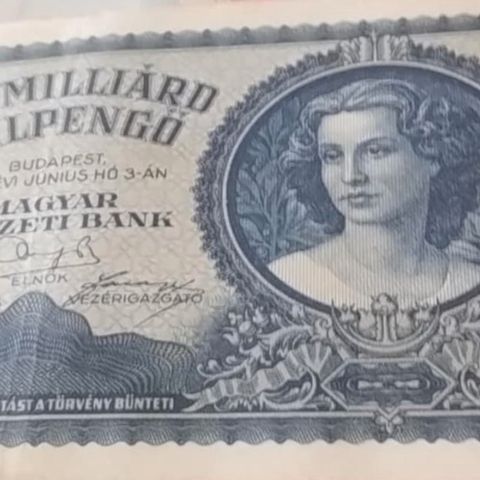 MILLIÁRD
LPENGŐ
BUDAPEST,
ÉVI JÚNIUS HÓ 3-ÁN
MAGYAR
ZETI BANK
ELNÖK
VEZÉRIGAZGATÓ
TÁST A TÖRVÉNY BÜNTETI